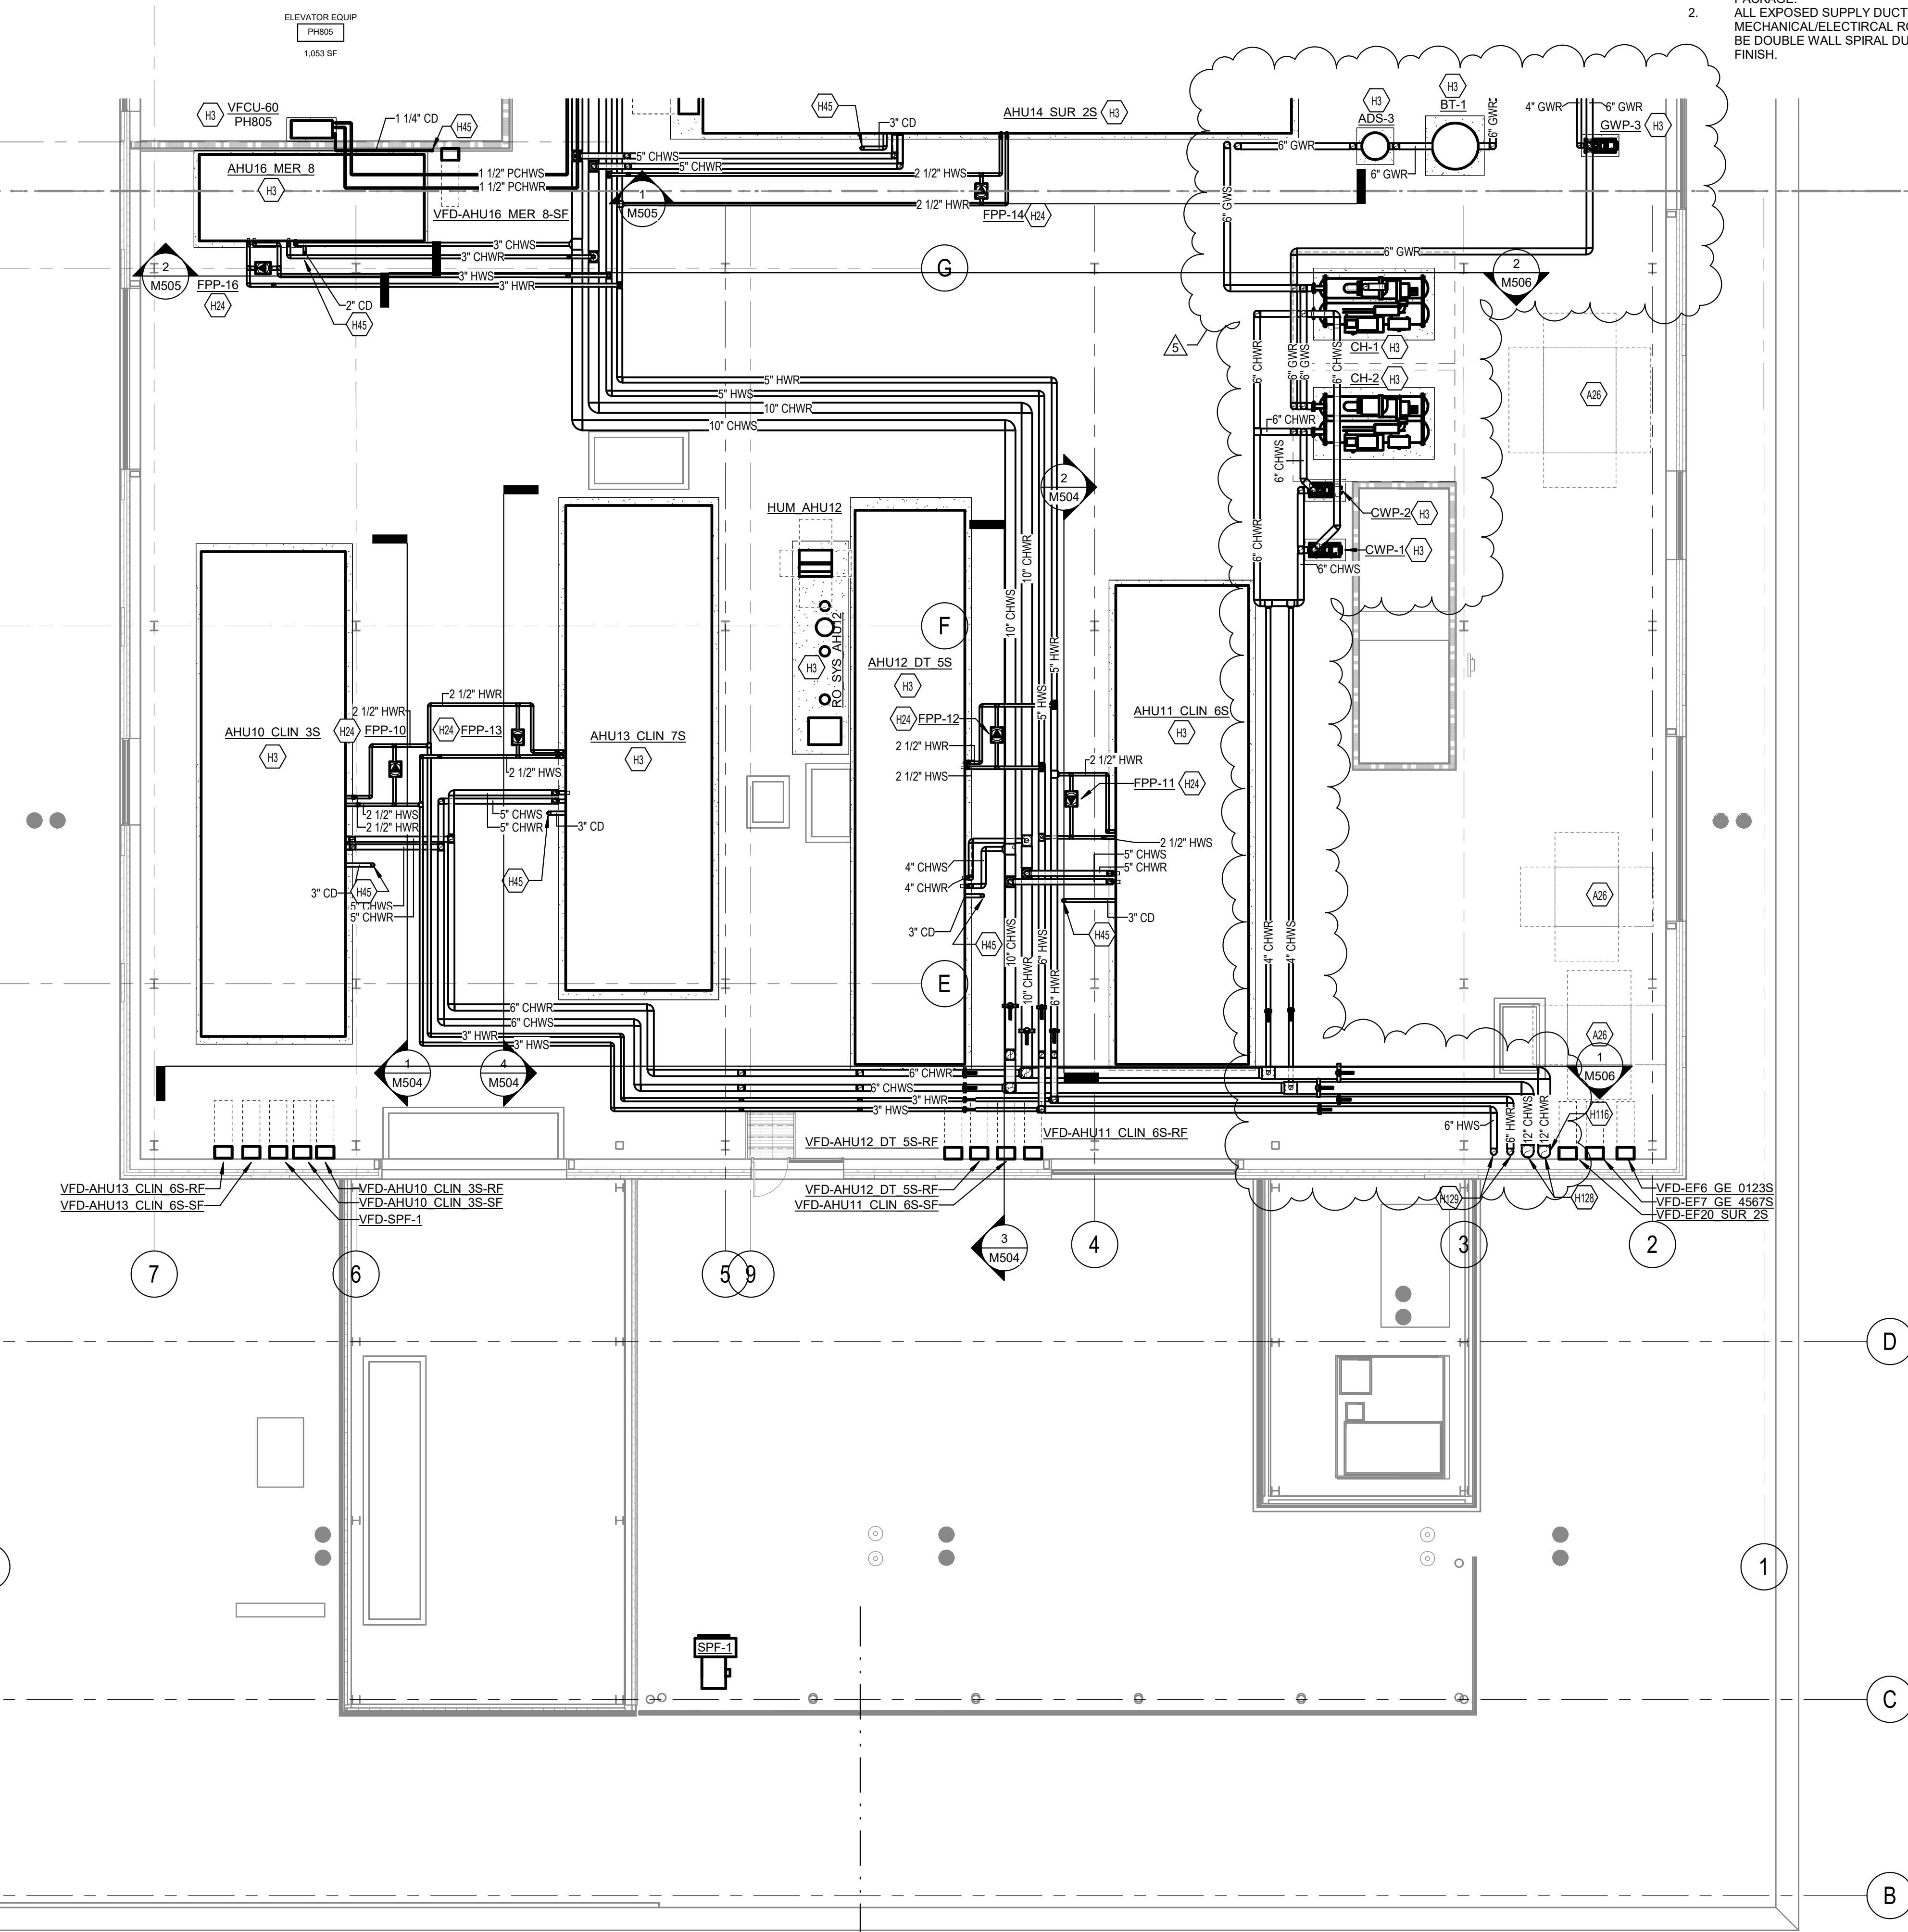 PACKAGE.
2. ALL EXPOSED SUPPLY DUCT
MECHANICAL/ELECTIRCAL RO
BE DOUBLE WALL SPIRAL DU
FINISH.
ELEVATOR EQUIP
PH805
1,053 SF
H3
VFCU-60
PH805
1 1/4" CD
H45
AHU16 MER 8
H3
1 1/2" PCHWS
1 1/2" PCHWR
VFD-AHU16 MER 8-SF
3" CHWS
3" CHWR
3" HWS
3" HWR
2
M505
FPP-16
H24
2" CD
H45
H45
3" CD
5" CHWS
5" CHWR
AHU14 SUR 2S
H3
2 1/2" HWS
2 1/2" HWR
1
M505
FPP-14
H24
G
H3
ADS-3
H3
BT-1
6" GWR
6" GWR
6" GWR
4" GWR
6" GWR
GWP-3
H3
6" GWS
6" GWR
2
M506
5
CH-1
H3
CH-2
H3
6" CHWR
6" GWR
6" GWS
6" CHWS
6" CHWR
6" CHWS
CWP-2
H3
CWP-1
H3
6" CHWR
6" CHWS
A26
5" HWR
5" HWS
10" CHWR
10" CHWS
2
M504
HUM AHU12
RO SYS AHU12
H3
F
10" CHWS
10" CHWR
5" HWR
5" HWS
AHU12 DT 5S
H3
H24
FPP-12
2 1/2" HWR
2 1/2" HWS
AHU11 CLIN 6S
H3
2 1/2" HWR
FPP-11
H24
2 1/2" HWS
5" CHWS
5" CHWR
3" CD
H45
4" CHWS
4" CHWR
3" CD
H45
AHU10 CLIN 3S
H3
2 1/2" HWR
H24
FPP-10
2 1/2" HWR
H24
FPP-13
2 1/2" HWS
AHU13 CLIN 7S
H3
2 1/2" HWS
2 1/2" HWR
5" CHWS
5" CHWR
3" CD
H45
3" CD
H45
5" CHWS
5" CHWR
E
10" CHWS
10" CHWR
6" HWS
6" HWR
4" CHWR
4" CHWS
A26
A26
6" CHWR
6" CHWS
3" HWR
3" HWS
1
M504
4
M504
6" CHWR
6" CHWS
3" HWR
3" HWS
1
M506
6" HWS
6" HWR
12" CHWS
12" CHWR
H116
H129
H128
VFD-AHU12 DT 5S-RF
VFD-AHU11 CLIN 6S-RF
VFD-AHU13 CLIN 6S-RF
VFD-AHU13 CLIN 6S-SF
VFD-AHU10 CLIN 3S-RF
VFD-AHU10 CLIN 3S-SF
VFD-SPF-1
VFD-AHU12 DT 5S-RF
VFD-AHU11 CLIN 6S-SF
VFD-EF6 GE 0123S
VFD-EF7 GE 4567S
VFD-EF20 SUR 2S
3
M504
7
6
5
9
4
3
2
D
1
SPF-1
C
B